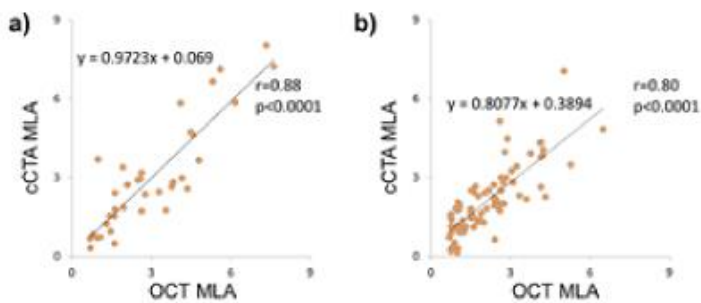 a)
9
6
3
0
0
3
6
9
cCTA MLA
OCT MLA
y = 0.9723x + 0.069
r=0.88
p<0.0001
b)
9
6
3
0
0
3
6
9
cCTA MLA
OCT MLA
y = 0.8077x + 0.3894
r=0.80
p<0.0001